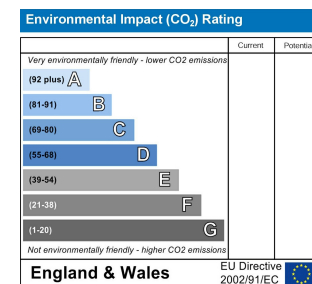 Environmental Impact (CO₂) Rating
Current Potentia
Very environmentally friendly - lower CO2 emissions
(92 plus) A
(81-91) B
(69-80) C
(55-68) D
(39-54) E
(21-38) F
(1-20) G
Not environmentally friendly - higher CO2 emissions
England & Wales
EU Directive
2002/91/EC